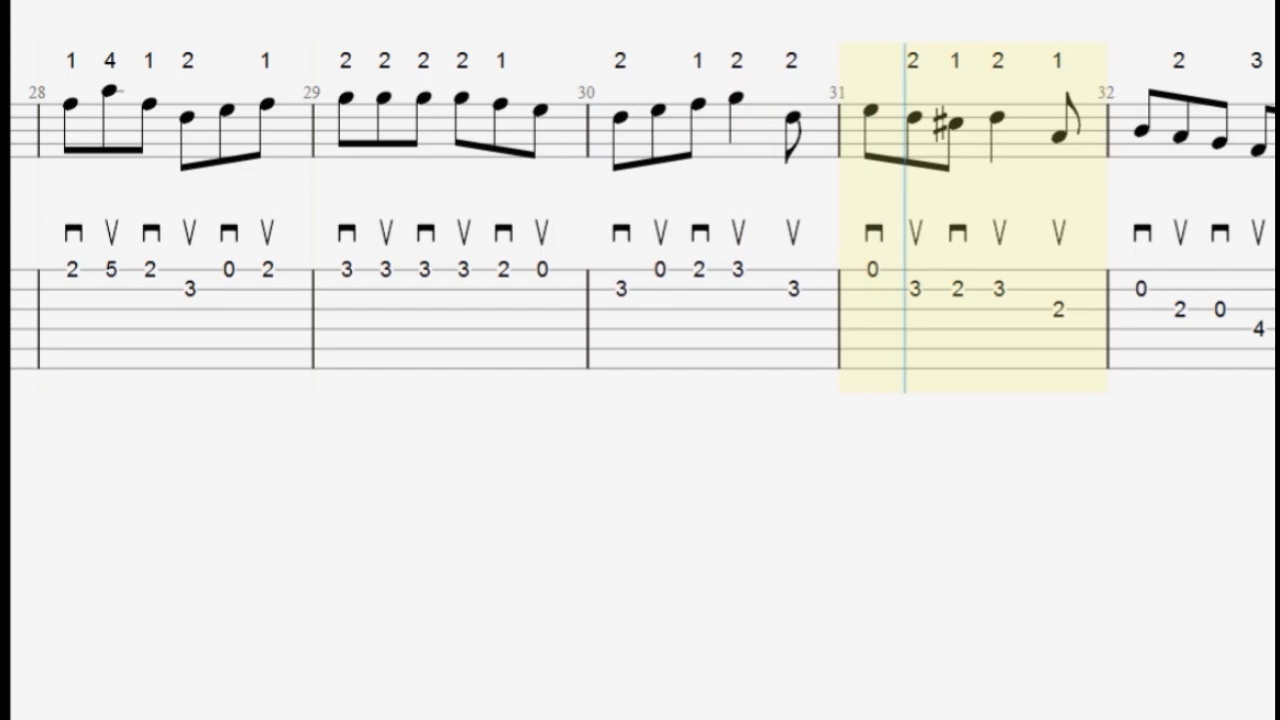 1 4 1 2 1 2 2 2 2 1 2 1 2 2 2 1 2 1 2 3
28 29 30 31 32
2 5 2 0 2 3 3 3 3 2 0 0 2 3 0
3 3 3 3 2 3 0
2 2 0
4